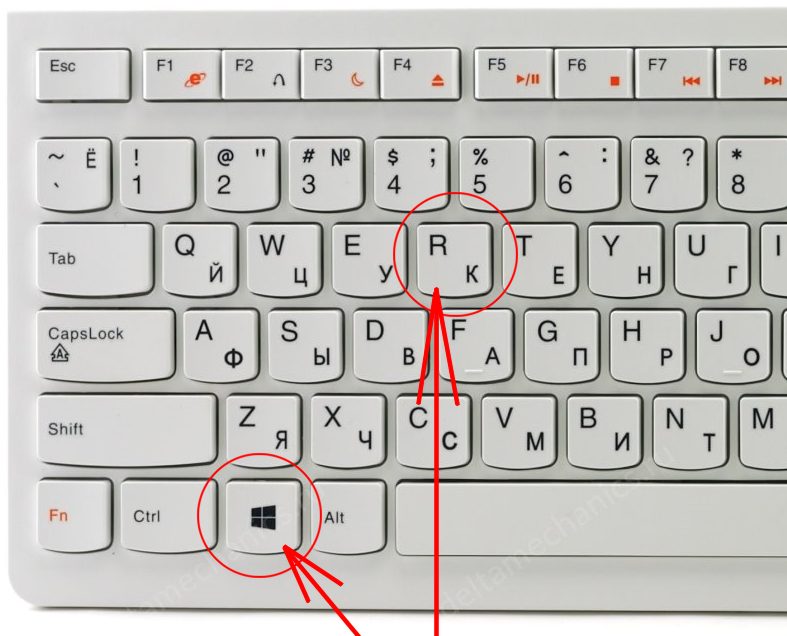 Esc F1 F2 F3 F4 F5 F6 F7 F8
~ Ё ! @ " # № $ ; % ^ : & ? *
` 1 2 3 4 5 6 7 8
Tab Q Й W Ц E У R К T Е Y Н U Г I
CapsLock A Ф S Ы D В F А G П H Р J О
A
Shift Z Я X Ч C С V М B И N Т M
Fn Ctrl Alt
deltamechanics.ru